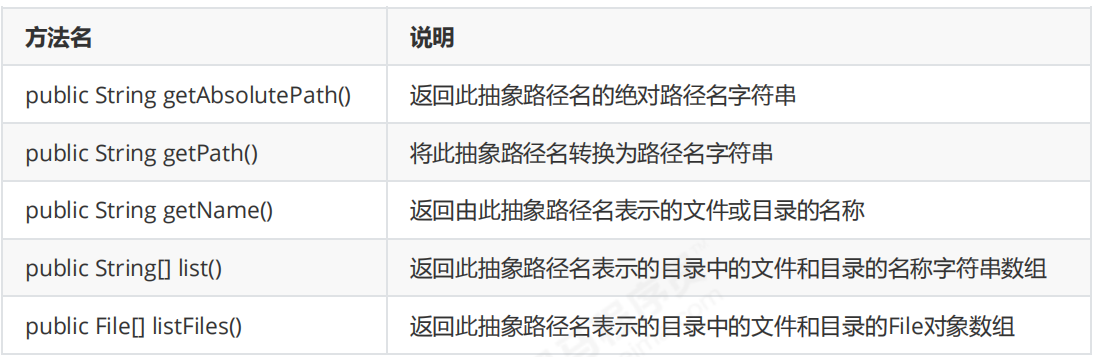 方法名 说明
public String getAbsolutePath() 返回此抽象路径名的绝对路径名字符串
public String getPath() 将此抽象路径名转换为路径名字符串
public String getName() 返回由此抽象路径名表示的文件或目录的名称
public String[] list() 返回此抽象路径名表示的目录中的文件和目录的名称字符串数组
public File[] listFiles() 返回此抽象路径名表示的目录中的文件和目录的File对象数组